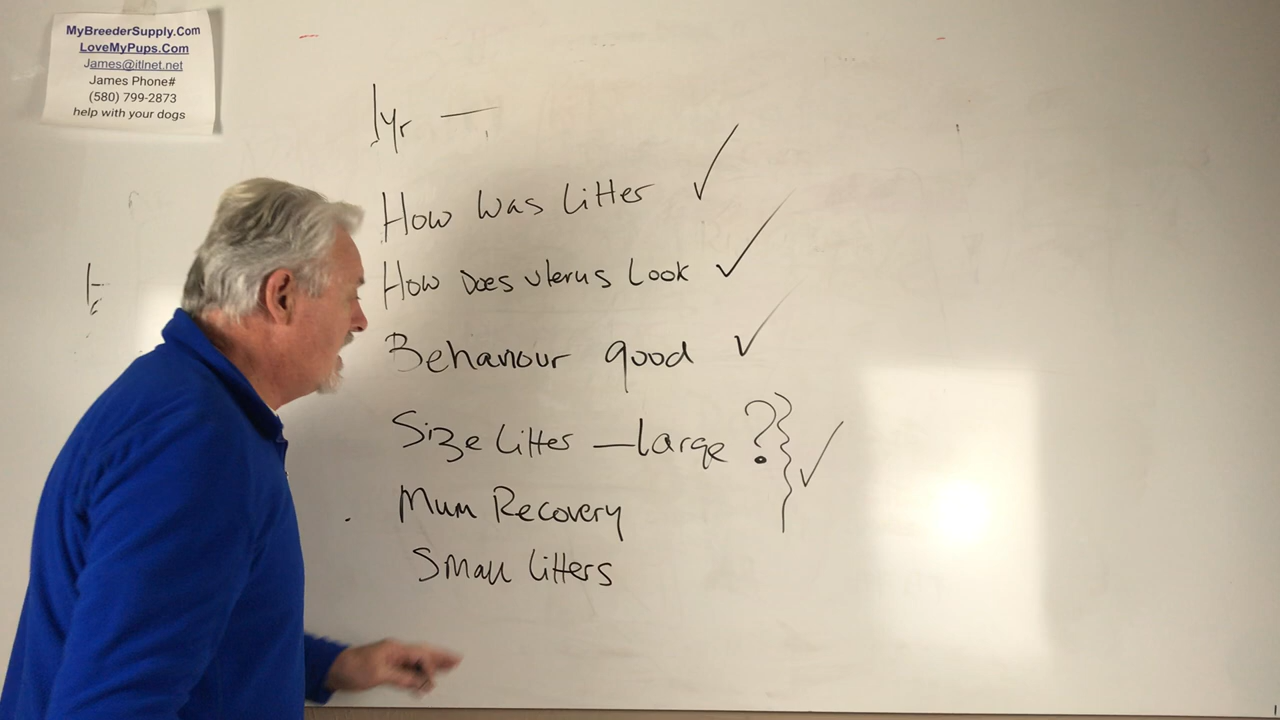 MyBreederSupply.Com
LoveMyPups.Com
James@itlnet.net
James Phone#
(580) 799-2873
help with your dogs
1yr —
How Was Litter ✓
How Does uterus Look ✓
Behaviour good ✓
Size Litter — large ? ✓
Mum Recovery
Small Litters